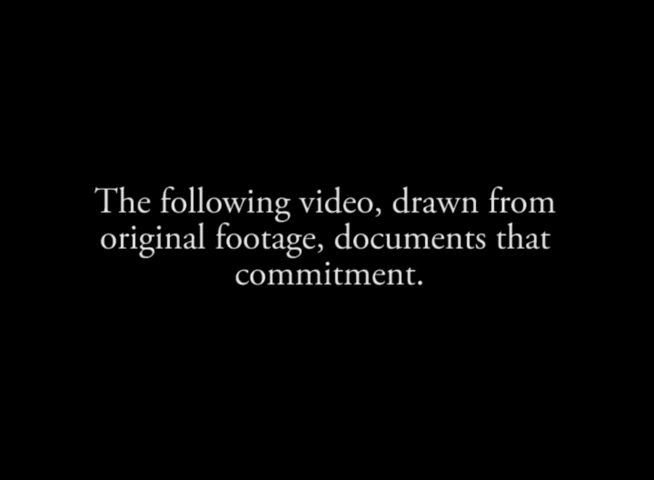 The following video, drawn from
original footage, documents that
commitment.